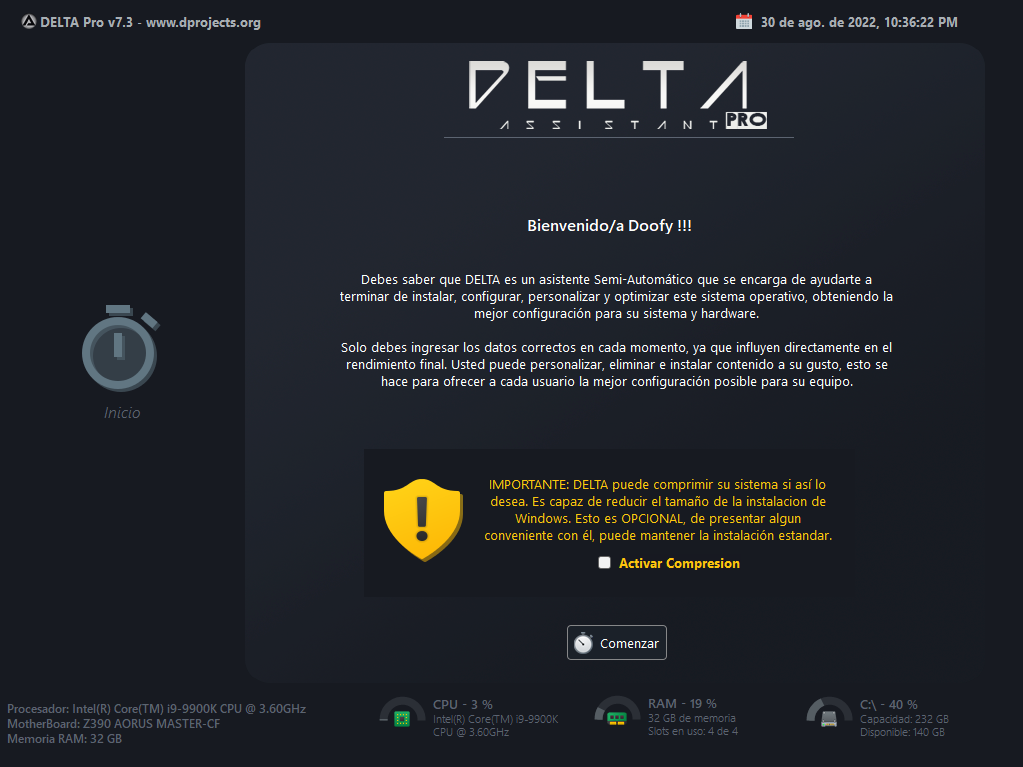 DELTA Pro v7.3 - www.dprojects.org
30 de ago. de 2022, 10:36:22 PM
DELTA
ASSISTANT PRO
Bienvenido/a Doofy !!!
Debes saber que DELTA es un asistente Semi-Automático que se encarga de ayudarte a
terminar de instalar, configurar, personalizar y optimizar este sistema operativo, obteniendo la
mejor configuración para su sistema y hardware.
Solo debes ingresar los datos correctos en cada momento, ya que influyen directamente en el
rendimiento final. Usted puede personalizar, eliminar e instalar contenido a su gusto, esto se
hace para ofrecer a cada usuario la mejor configuración posible para su equipo.
Inicio
IMPORTANTE: DELTA puede comprimir su sistema si así lo
desea. Es capaz de reducir el tamaño de la instalacion de
Windows. Esto es OPCIONAL, de presentar algun
conveniente con él, puede mantener la instalación estandar.
Activar Compresion
Comenzar
Procesador: Intel(R) Core(TM) i9-9900K CPU @ 3.60GHz
MotherBoard: Z390 AORUS MASTER-CF
Memoria RAM: 32 GB
CPU - 3 %
Intel(R) Core(TM) i9-9900K
CPU @ 3.60GHz
RAM - 19 %
32 GB de memoria
Slots en uso: 4 de 4
C:\ - 40 %
Capacidad: 232 GB
Disponible: 140 GB